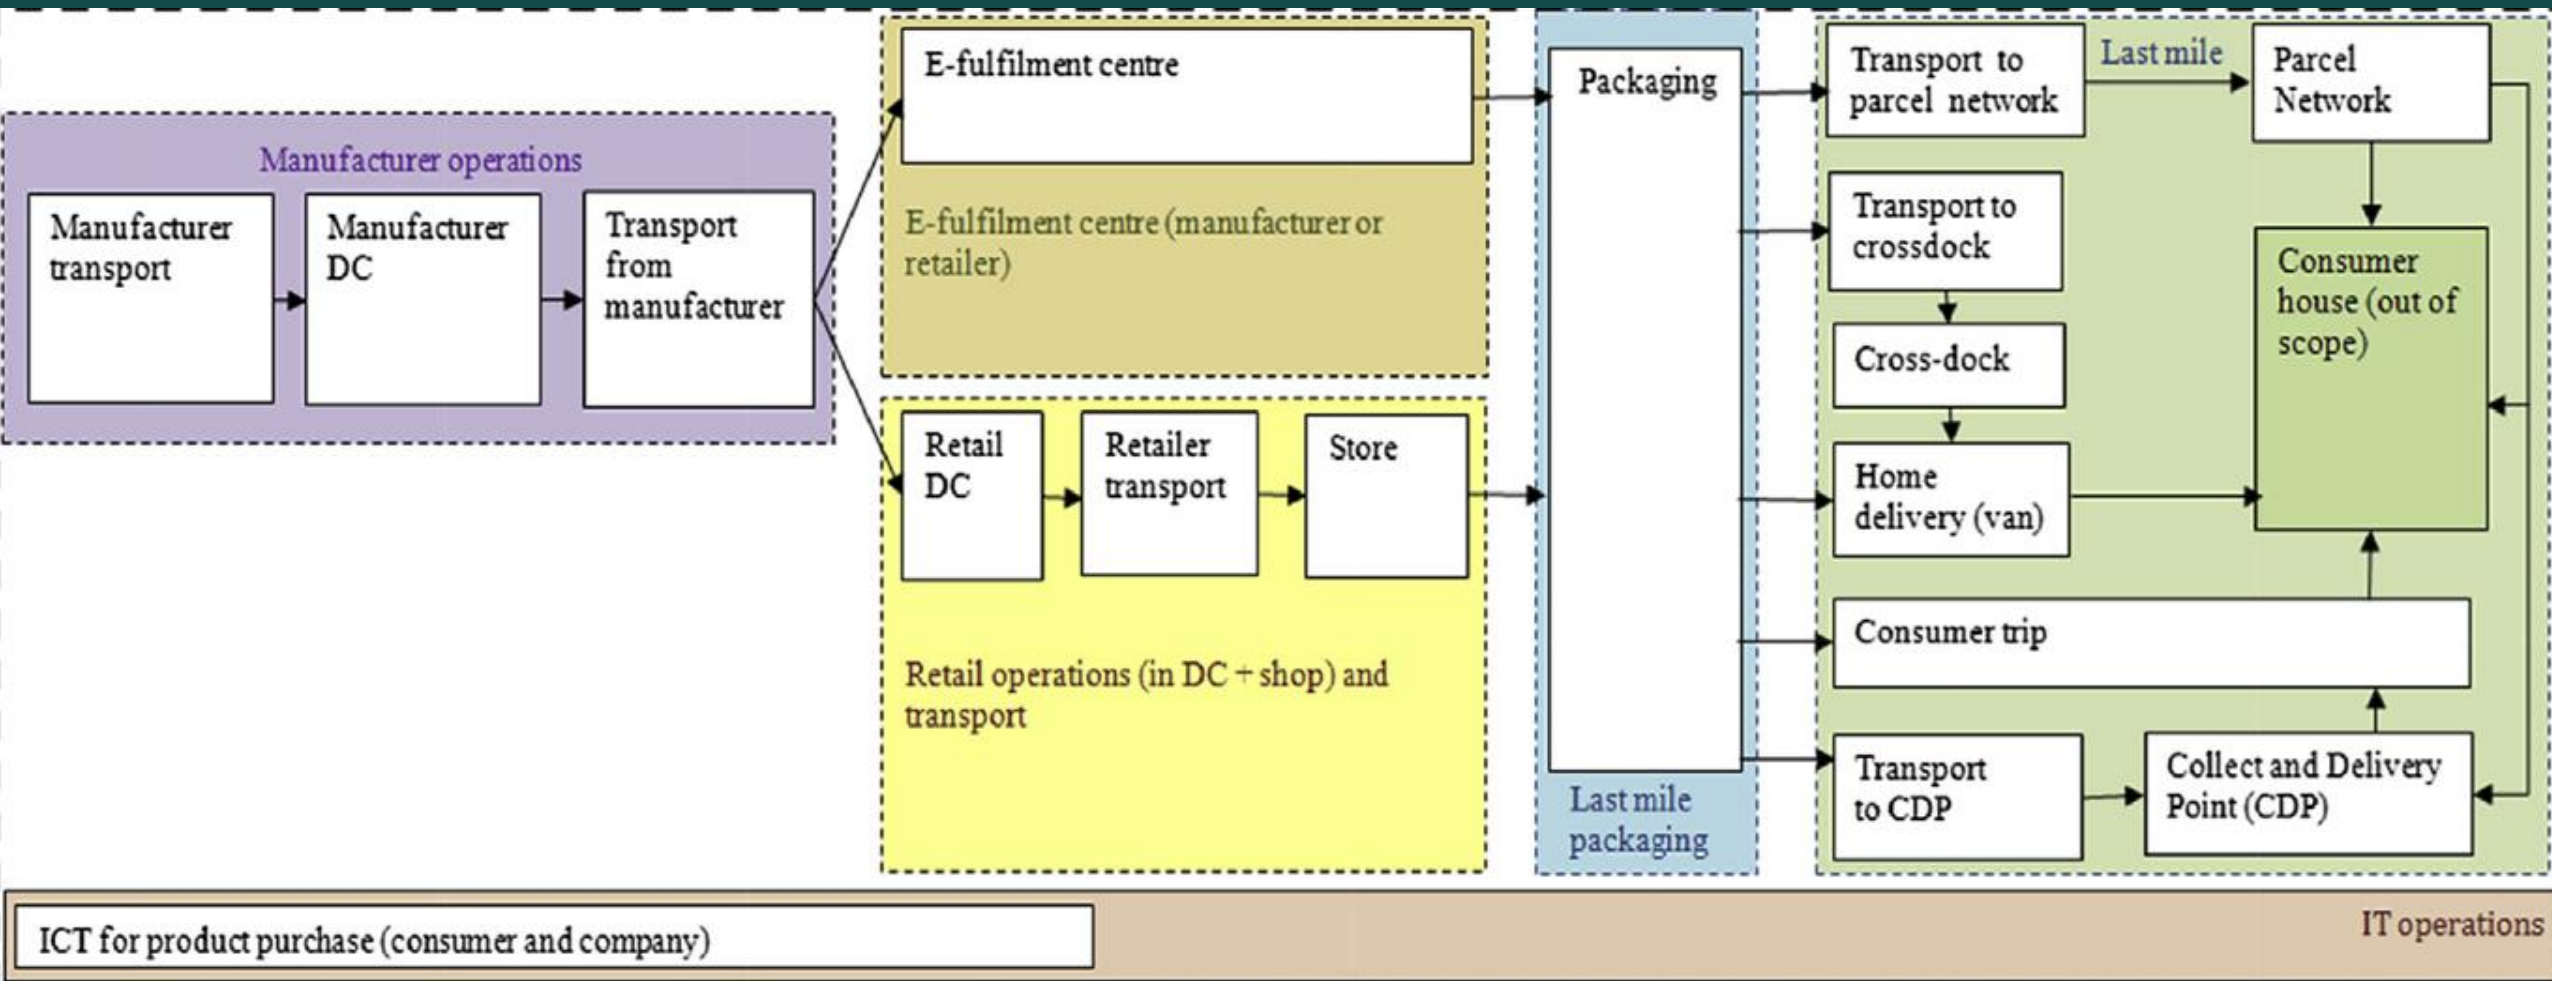 Manufacturer operations
Manufacturer
transport
Manufacturer
DC
Transport
from
manufacturer
E-fulfilment centre
E-fulfilment centre (manufacturer or
retailer)
Retail
DC
Retailer
transport
Store
Retail operations (in DC + shop) and
transport
Packaging
Last mile
packaging
Transport to
parcel network
Last mile
Parcel
Network
Transport to
crossdock
Cross-dock
Home
delivery (van)
Consumer
house (out of
scope)
Consumer trip
Transport
to CDP
Collect and Delivery
Point (CDP)
ICT for product purchase (consumer and company)
IT operations